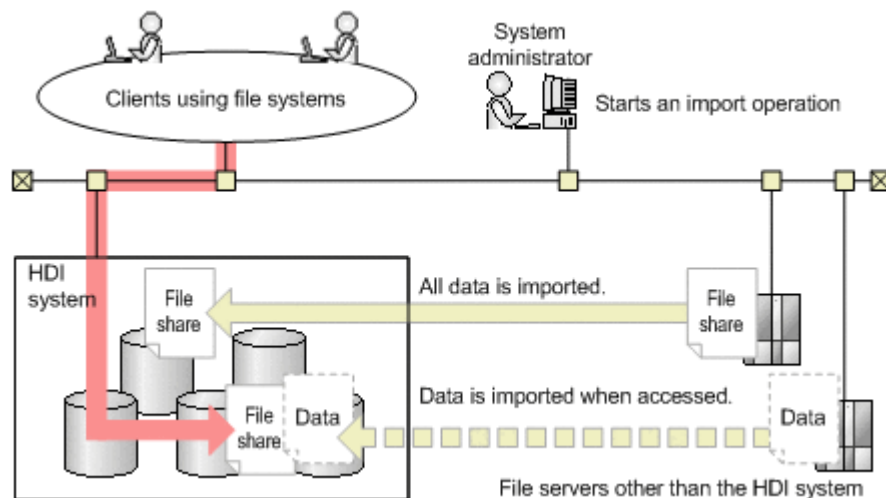 System
administrator
Clients using file systems
Starts an import operation
HDI
system
File
share
All data is imported.
File
share
Data is imported when accessed.
File
share
Data
Data
File servers other than the HDI system